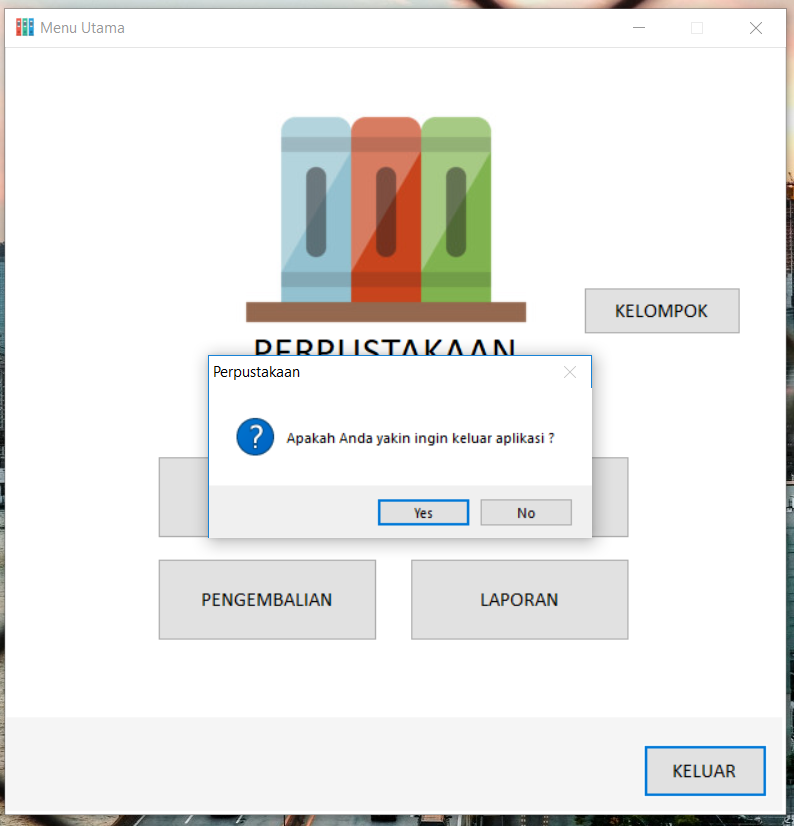 Menu Utama
KELOMPOK
PERPUSTAKAAN
Perpustakaan
Apakah Anda yakin ingin keluar aplikasi ?
Yes
No
PENGEMBALIAN
LAPORAN
KELUAR